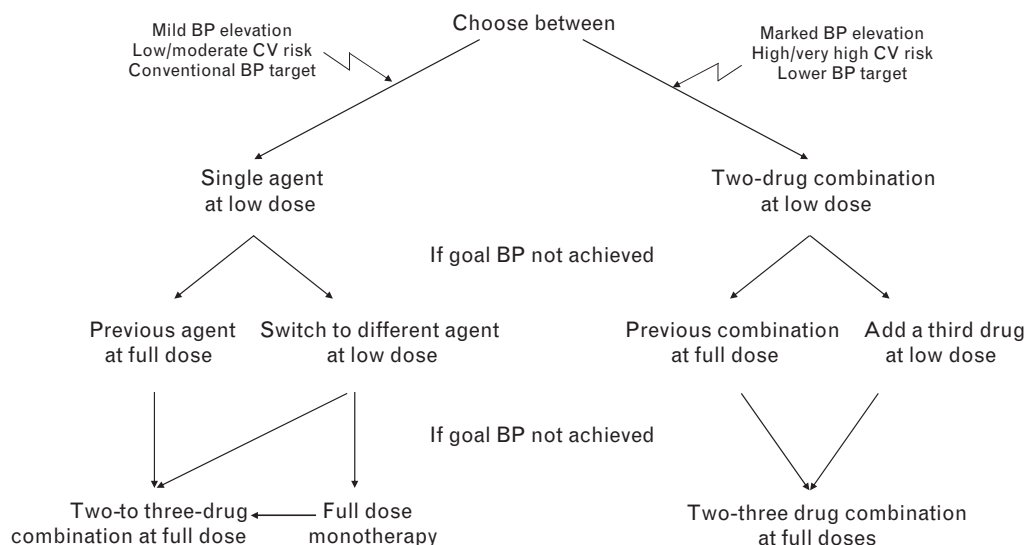 Choose between
Mild BP elevation
Low/moderate CV risk
Conventional BP target
Marked BP elevation
High/very high CV risk
Lower BP target
Single agent
at low dose
Two-drug combination
at low dose
If goal BP not achieved
Previous agent
at full dose
Switch to different agent
at low dose
Previous combination
at full dose
Add a third drug
at low dose
If goal BP not achieved
Two-to three-drug
combination at full dose
Full dose
monotherapy
Two-three drug combination
at full doses